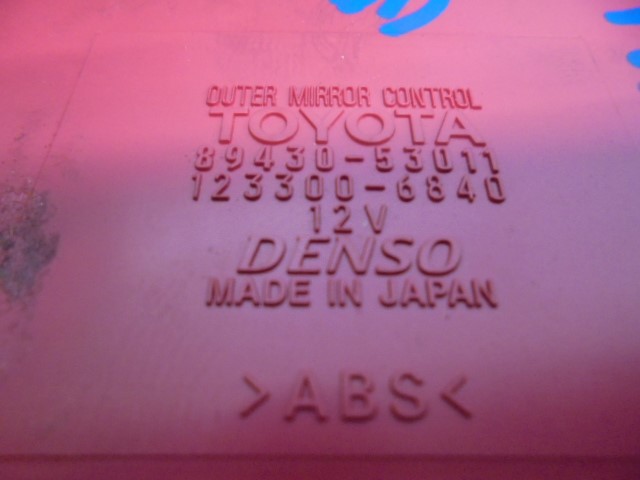 OUTER MIRROR CONTROL
TOYOTA
89430-53011
123300-6840
12V
DENSO
MADE IN JAPAN
>ABS<